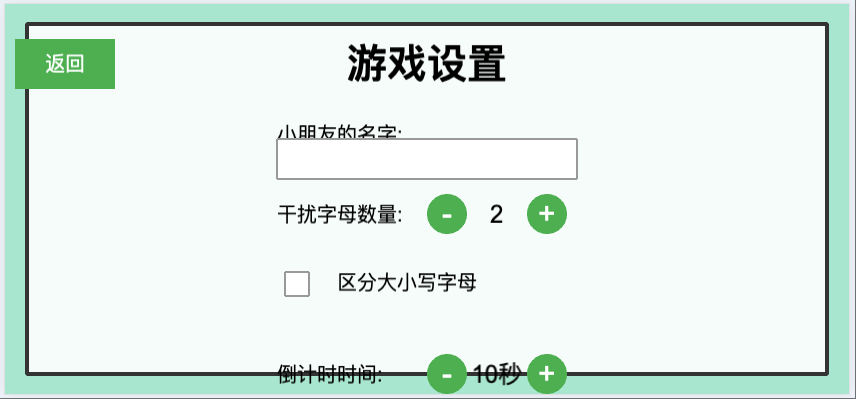 返回
游戏设置
小朋友的名字:
干扰字母数量: - 2 +
区分大小写字母
倒计时时间: - 10秒 +